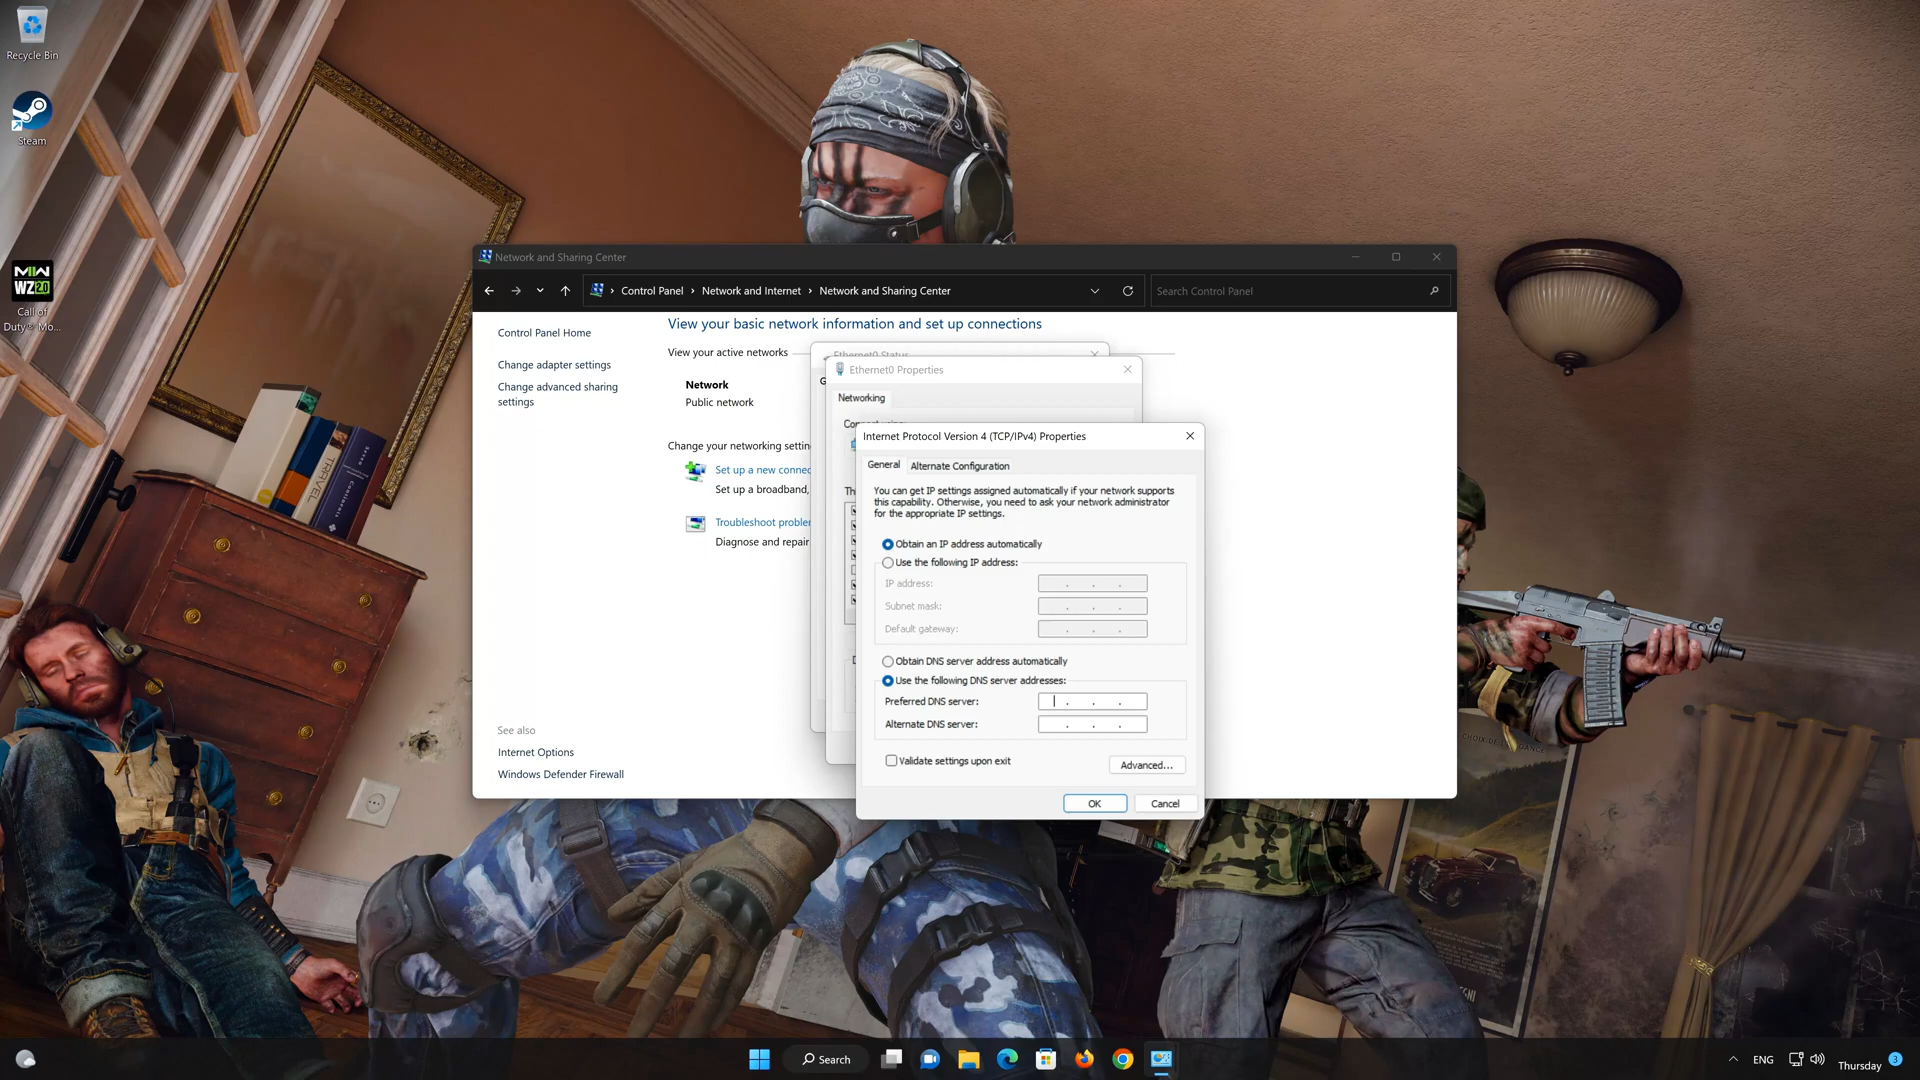 Recycle Bin
Steam
MW
WZ 2.0
Call of
Duty® Mo...
Network and Sharing Center
Control Panel > Network and Internet > Network and Sharing Center
Search Control Panel
Control Panel Home
Change adapter settings
Change advanced sharing
settings
See also
Internet Options
Windows Defender Firewall
View your basic network information and set up connections
View your active networks
Network
Public network
Change your networking settin
Set up a new connec
Set up a broadband,
Troubleshoot probler
Diagnose and repair
Ethernet0 Status
Ethernet0 Properties
Networking
Internet Protocol Version 4 (TCP/IPv4) Properties
General
Alternate Configuration
You can get IP settings assigned automatically if your network supports
this capability. Otherwise, you need to ask your network administrator
for the appropriate IP settings.
Obtain an IP address automatically
Use the following IP address:
IP address:
Subnet mask:
Default gateway:
Obtain DNS server address automatically
Use the following DNS server addresses:
Preferred DNS server:
Alternate DNS server:
Validate settings upon exit
Advanced...
OK
Cancel
TRAVEL
Search
ENG
Thursday
3